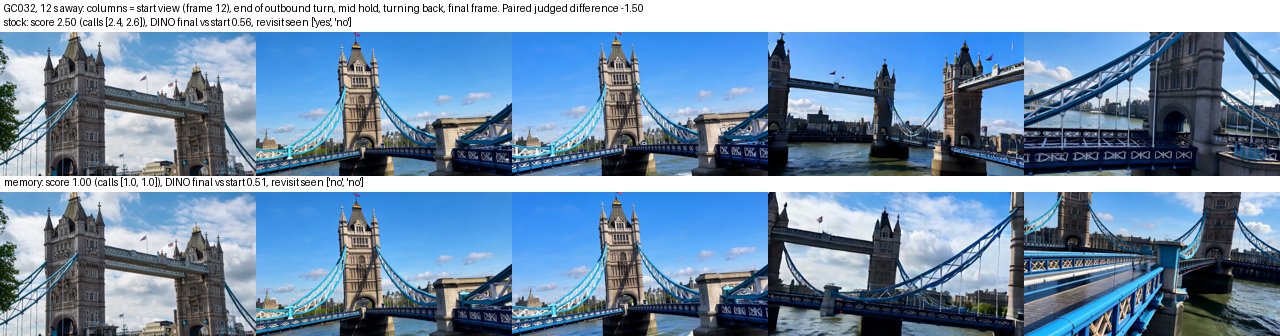 GC032, 12 s away: columns = start view (frame 12), end of outbound turn, mid hold, turning back, final frame. Paired judged difference -1.50
stock: score 2.50 (calls [2.4, 2.6]), DINO final vs start 0.56, revisit seen ['yes', 'no']
memory: score 1.00 (calls [1.0, 1.0]), DINO final vs start 0.51, revisit seen ['no', 'no']